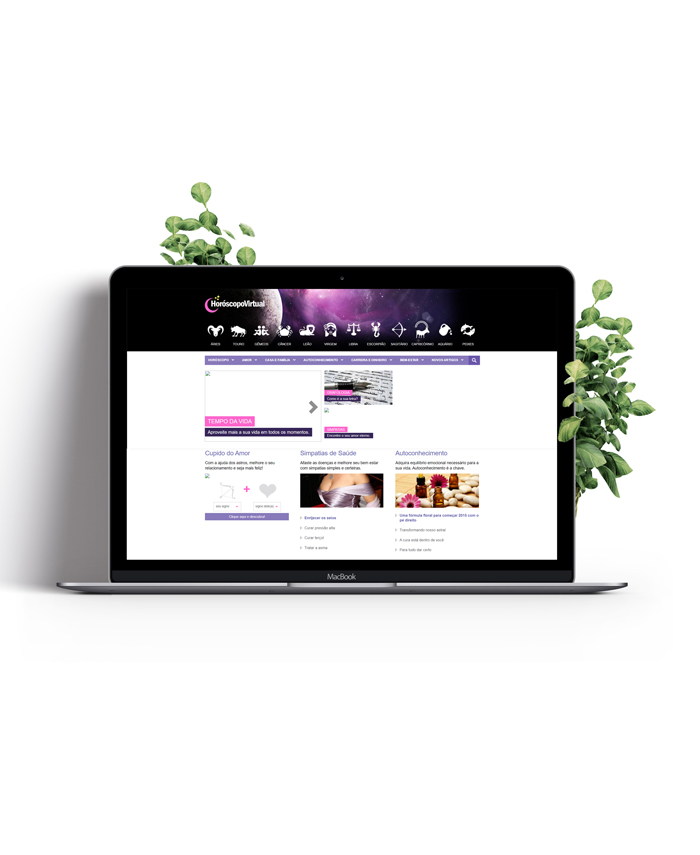 HoróscopoVirtual
ÁRIES TOURO GÊMEOS CÂNCER LEÃO VIRGEM LIBRA ESCORPIÃO SAGITÁRIO CAPRICÓRNIO AQUÁRIO PEIXES
HORÓSCOPO AMOR CASA E FAMÍLIA AUTOCONHECIMENTO CARREIRA E DINHEIRO BEM-ESTAR NOVOS ARTIGOS
TEMPO DA VIDA
Aproveite mais a sua vida em todos os momentos.
Como é a sua letra?
Encontre o seu amor eterno.
Cupido do Amor
Com a ajuda dos astros, melhore o seu
relacionamento e seja mais feliz!
seu signo
signo del(a)
Clique aqui e descubra!
Simpatias de Saúde
Afaste as doenças e melhore seu bem estar
com simpatias simples e certeiras.
Enrijecer os seios
Curar pressão alta
Curar terçol
Tratar a asma
Autoconhecimento
Adquira equilíbrio emocional necessário para a
sua vida. Autoconhecimento é a chave.
Uma fórmula floral para começar 2015 com o
pé direito
Transformando nosso astral
A cura está dentro de você
Para tudo dar certo
MacBook